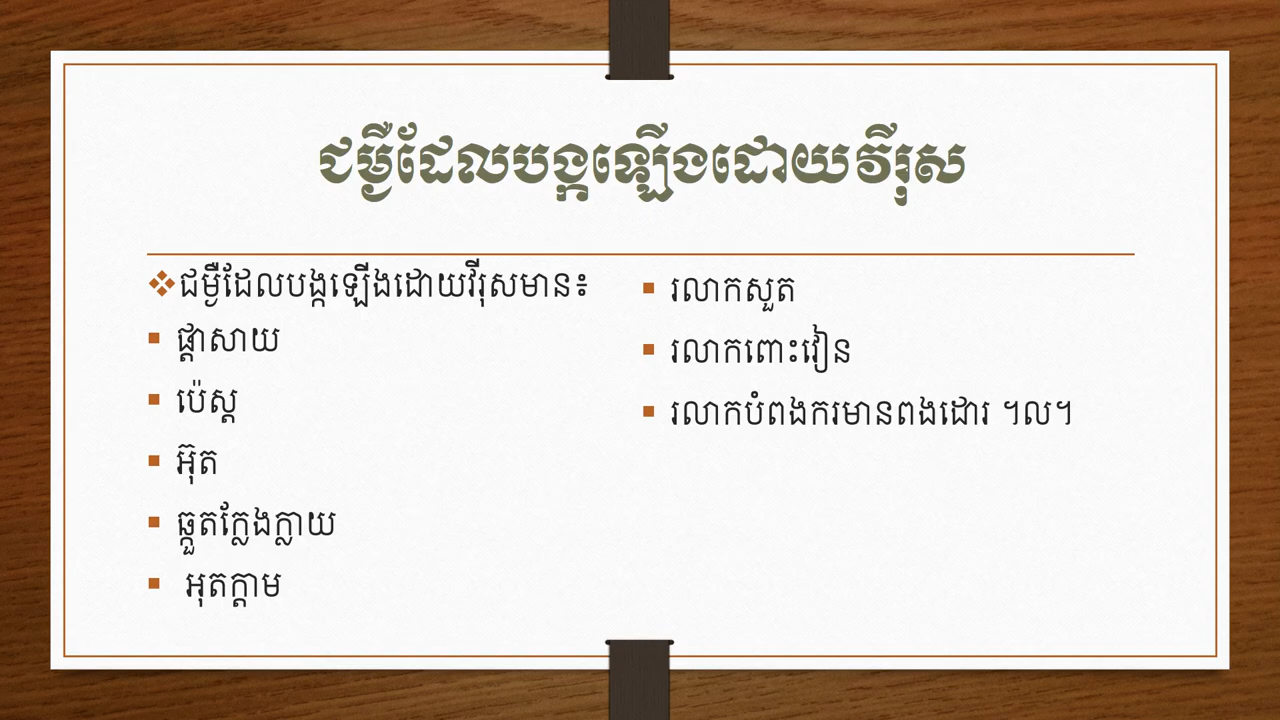 ជម្ងឺដែលបង្កឡើងដោយវីរុស
ជម្ងឺដែលបង្កឡើងដោយវីរុសមាន៖
ផ្ដាសាយ
ប៉េស្ត
អ៊ុត
ឆ្កួតក្លែងក្លាយ
អុតក្ដាម
រលាកសួត
រលាកពោះវៀន
រលាកបំពងករមានពងដោរ ។ល។